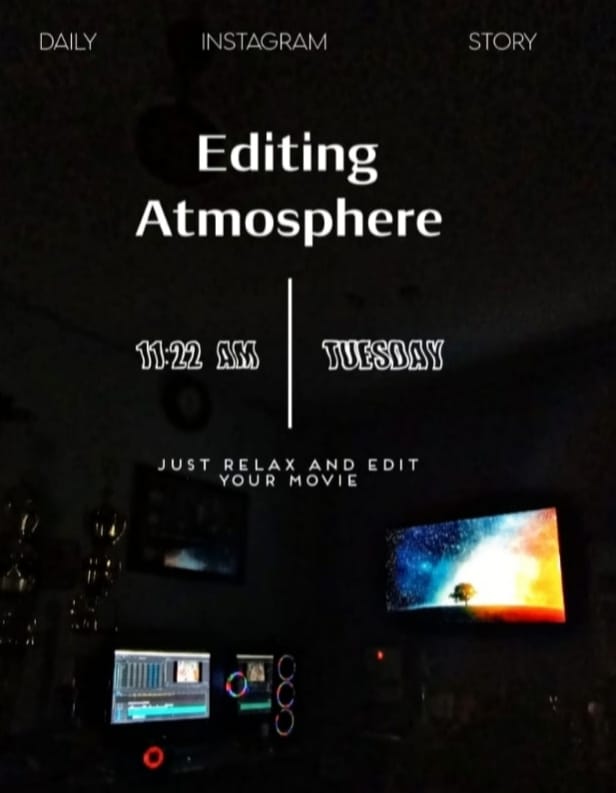 DAILY INSTAGRAM STORY
Editing
Atmosphere
11:22 AM TUESDAY
JUST RELAX AND EDIT
YOUR MOVIE